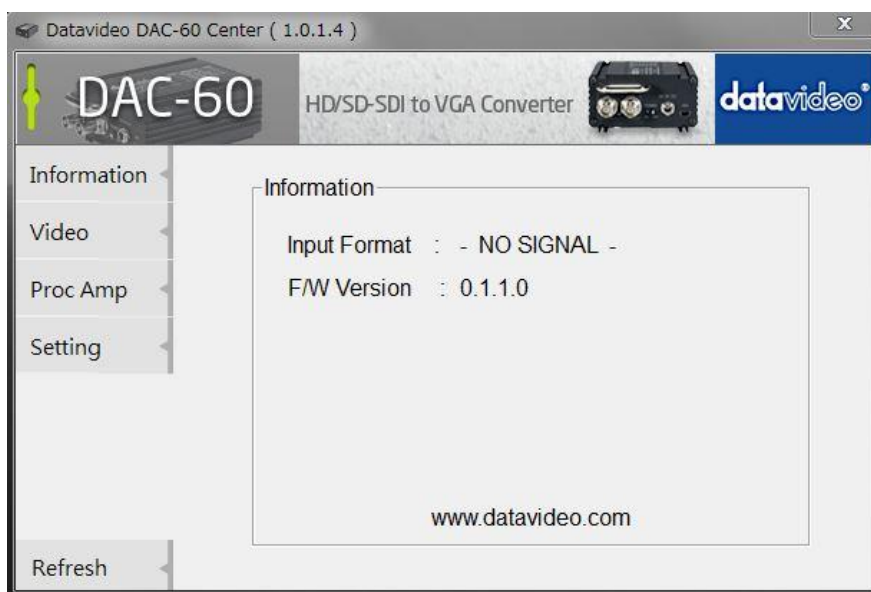 Datavideo DAC-60 Center ( 1.0.1.4 )
X
DAC-60
HD/SD-SDI to VGA Converter
datavideo®
Information
Video
Proc Amp
Setting
Refresh
Information
Input Format : - NO SIGNAL -
F/W Version : 0.1.1.0
www.datavideo.com